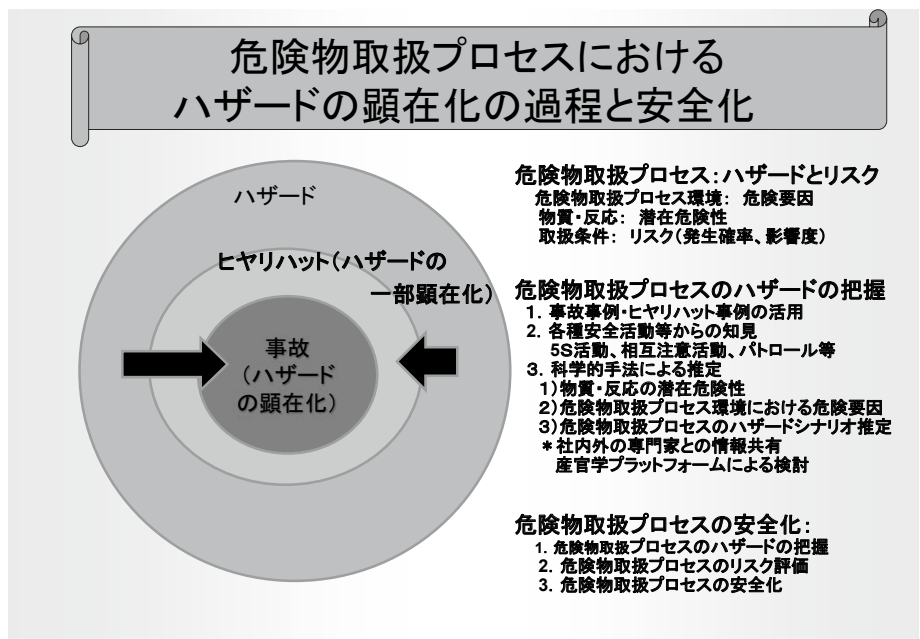 危険物取扱プロセスにおける
ハザードの顕在化の過程と安全化
ハザード
ヒヤリハット（ハザードの
一部顕在化）
事故
（ハザード
の顕在化）
危険物取扱プロセス：ハザードとリスク
危険物取扱プロセス環境： 危険要因
物質・反応： 潜在危険性
取扱条件： リスク（発生確率、影響度）
危険物取扱プロセスのハザードの把握
1. 事故事例・ヒヤリハット事例の活用
2. 各種安全活動等からの知見
5S活動、相互注意活動、パトロール等
３．科学的手法による推定
１）物質・反応の潜在危険性
２）危険物取扱プロセス環境における危険要因
３）危険物取扱プロセスのハザードシナリオ推定
＊社内外の専門家との情報共有
産官学プラットフォームによる検討
危険物取扱プロセスの安全化：
1. 危険物取扱プロセスのハザードの把握
2. 危険物取扱プロセスのリスク評価
3. 危険物取扱プロセスの安全化